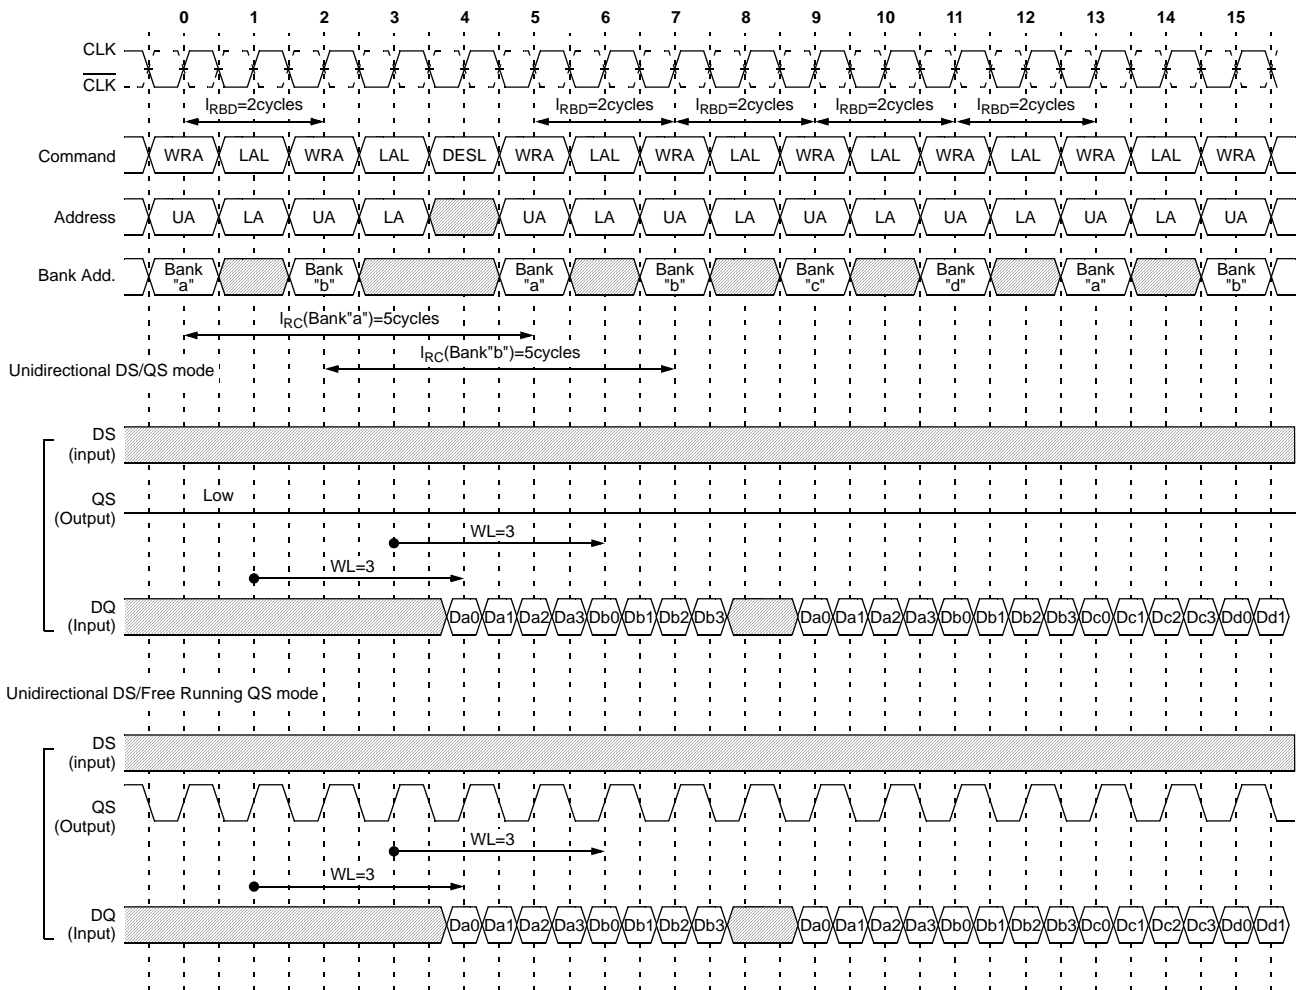 0 1 2 3 4 5 6 7 8 9 10 11 12 13 14 15
CLK
CLK
IRBD=2cycles IRBD=2cycles IRBD=2cycles IRBD=2cycles IRBD=2cycles
Command WRA LAL WRA LAL DESL WRA LAL WRA LAL WRA LAL WRA LAL WRA LAL WRA
Address UA LA UA LA UA LA UA LA UA LA UA LA UA LA UA
Bank Add. Bank "a" Bank "b" Bank "a" Bank "b" Bank "c" Bank "d" Bank "a" Bank "b"
IRC(Bank"a")=5cycles
IRC(Bank"b")=5cycles
Unidirectional DS/QS mode
DS
(input)
QS
(Output)
Low
WL=3
WL=3
DQ
(Input)
Da0 Da1 Da2 Da3 Db0 Db1 Db2 Db3 Da0 Da1 Da2 Da3 Db0 Db1 Db2 Db3 Dc0 Dc1 Dc2 Dc3 Dd0 Dd1
Unidirectional DS/Free Running QS mode
DS
(input)
QS
(Output)
WL=3
WL=3
DQ
(Input)
Da0 Da1 Da2 Da3 Db0 Db1 Db2 Db3 Da0 Da1 Da2 Da3 Db0 Db1 Db2 Db3 Dc0 Dc1 Dc2 Dc3 Dd0 Dd1